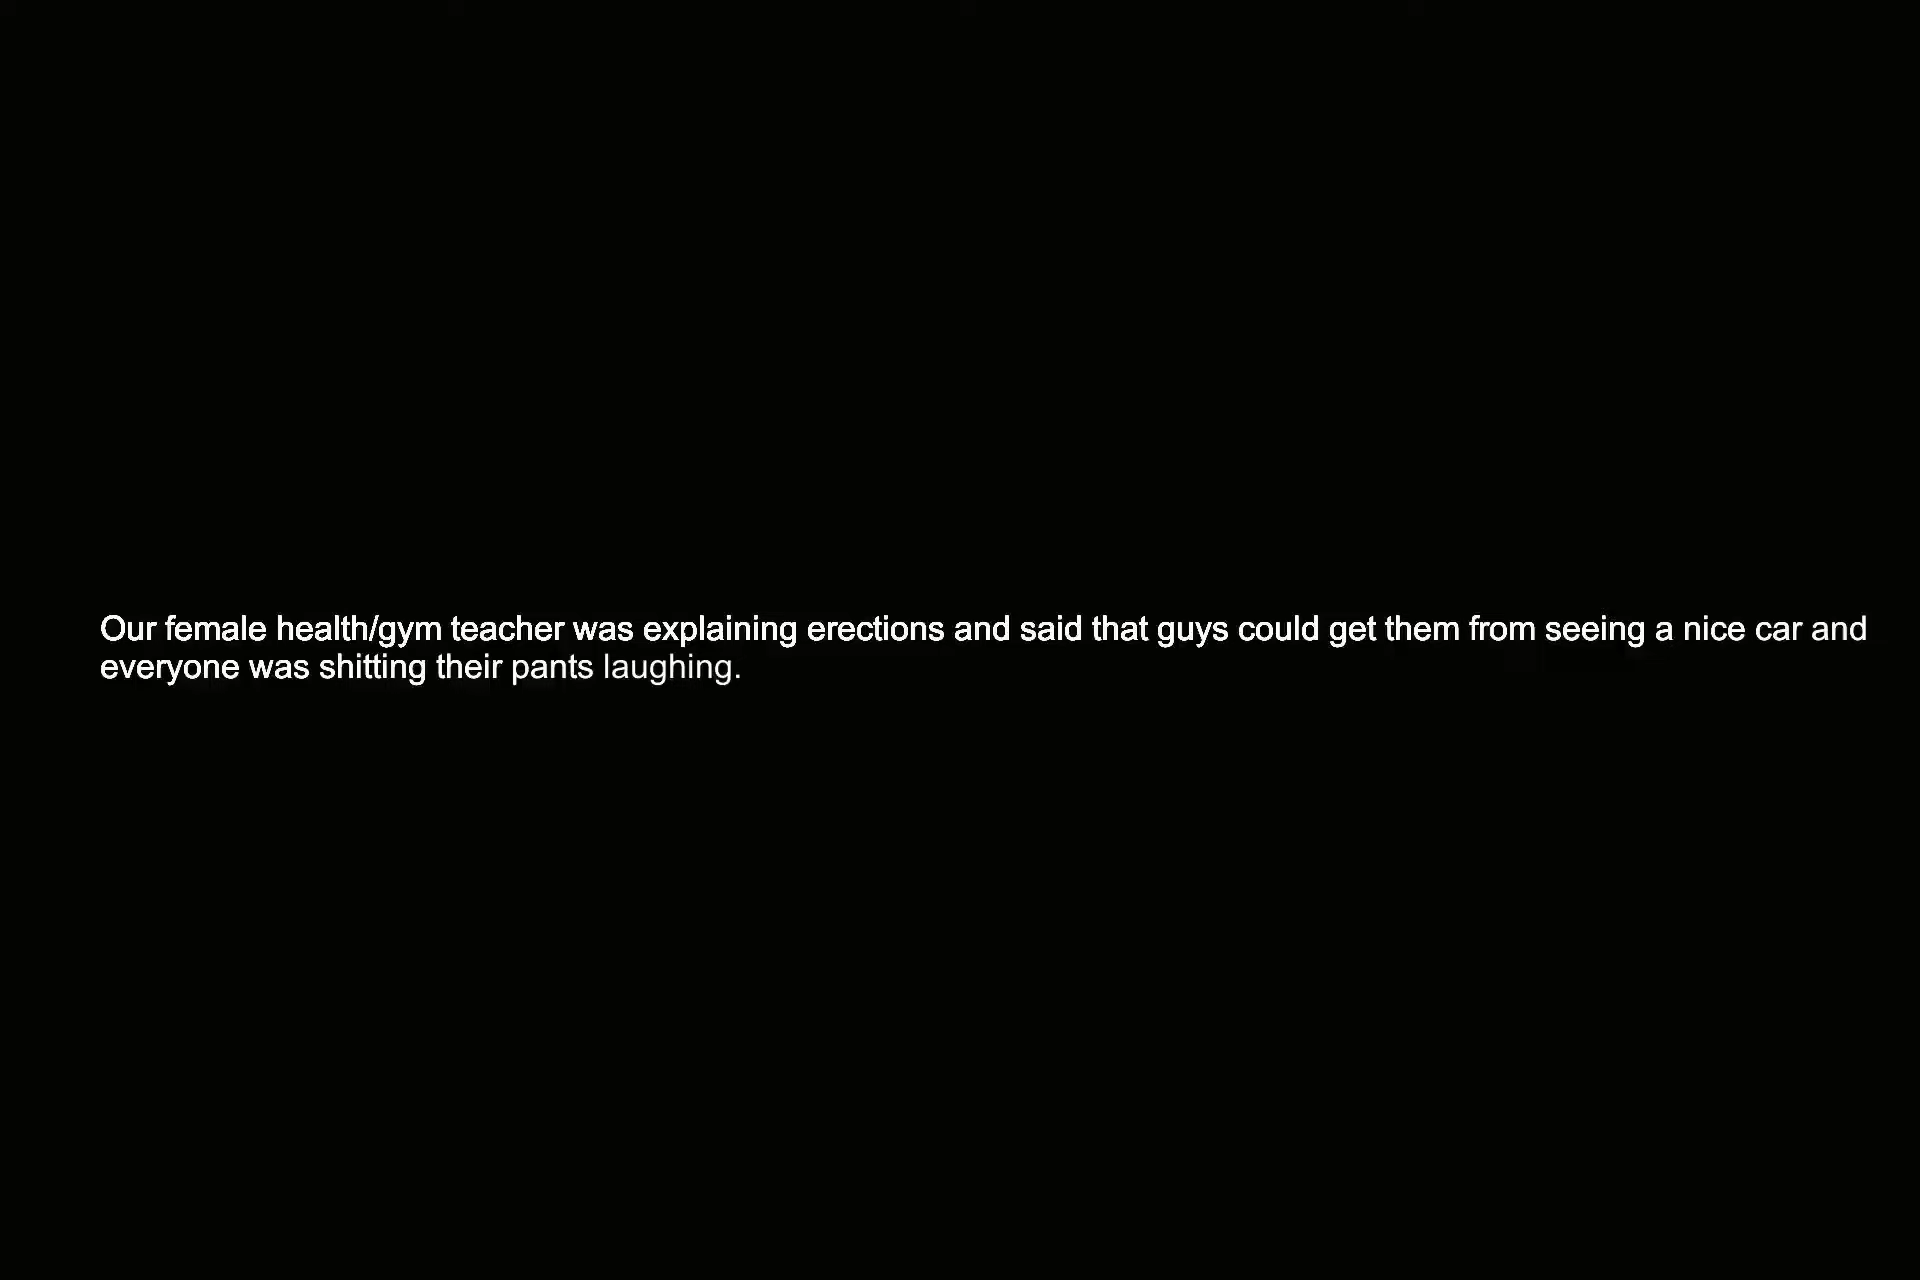 Our female health/gym teacher was explaining erections and said that guys could get them from seeing a nice car and
everyone was shitting their pants laughing.